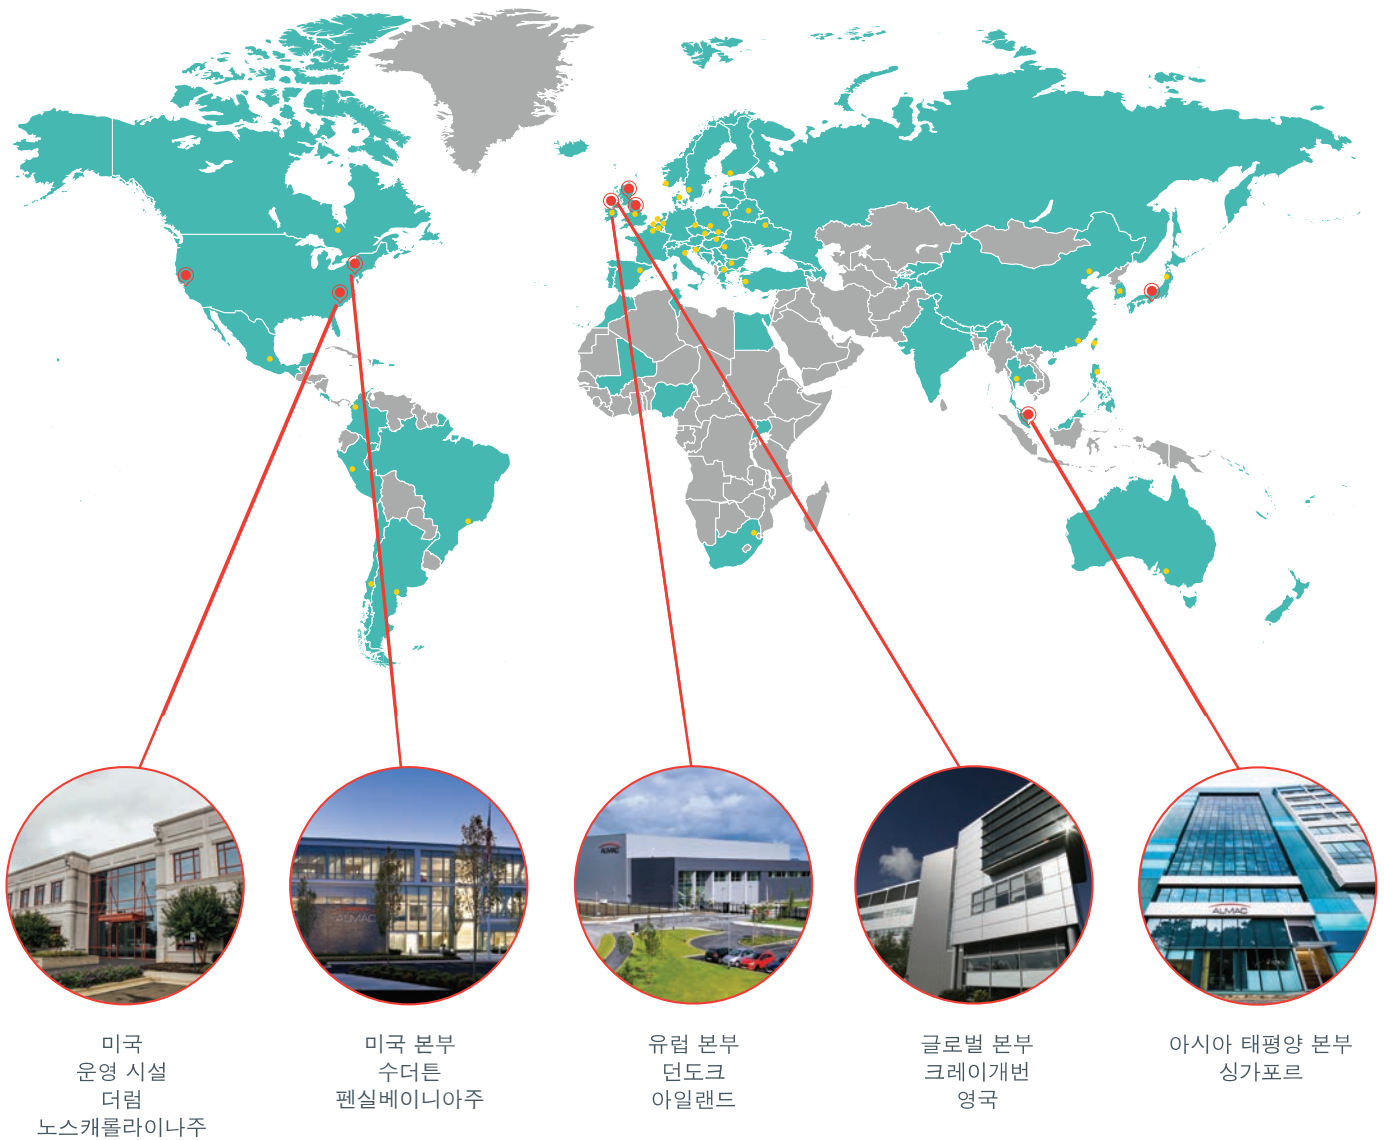 ALMAC
ALMAC
ALMAC
미국
운영 시설
더럼
노스캐롤라이나주
미국 본부
수더튼
펜실베이니아주
유럽 본부
던도크
아일랜드
글로벌 본부
크레이개번
영국
아시아 태평양 본부
싱가포르